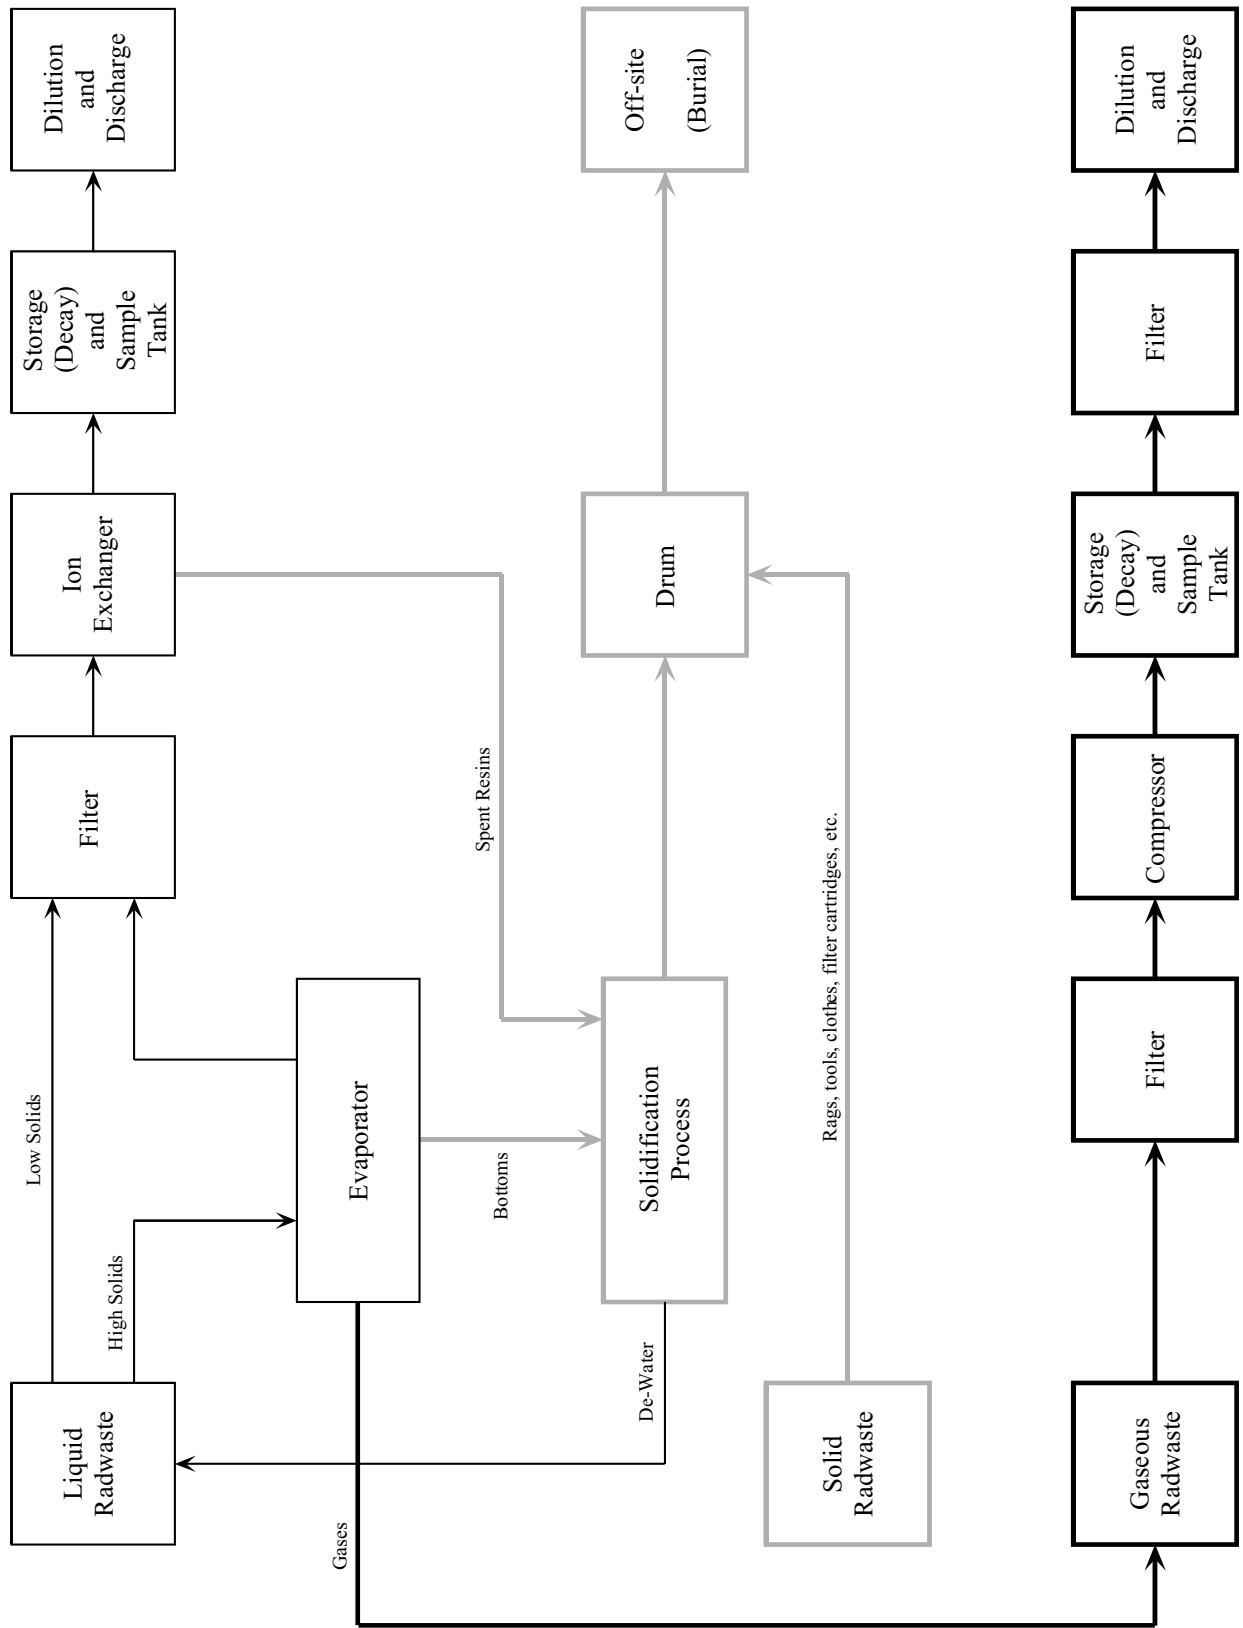 Liquid
Radwaste
Low Solids
High Solids
Filter
Ion
Exchanger
Storage
(Decay)
and
Sample
Tank
Dilution
and
Discharge
Gases
Evaporator
Bottoms
Spent Resins
De-Water
Solidification
Process
Drum
Off-site
(Burial)
Solid
Radwaste
Rags, tools, clothes, filter cartridges, etc.
Gaseous
Radwaste
Filter
Compressor
Storage
(Decay)
and
Sample
Tank
Filter
Dilution
and
Discharge